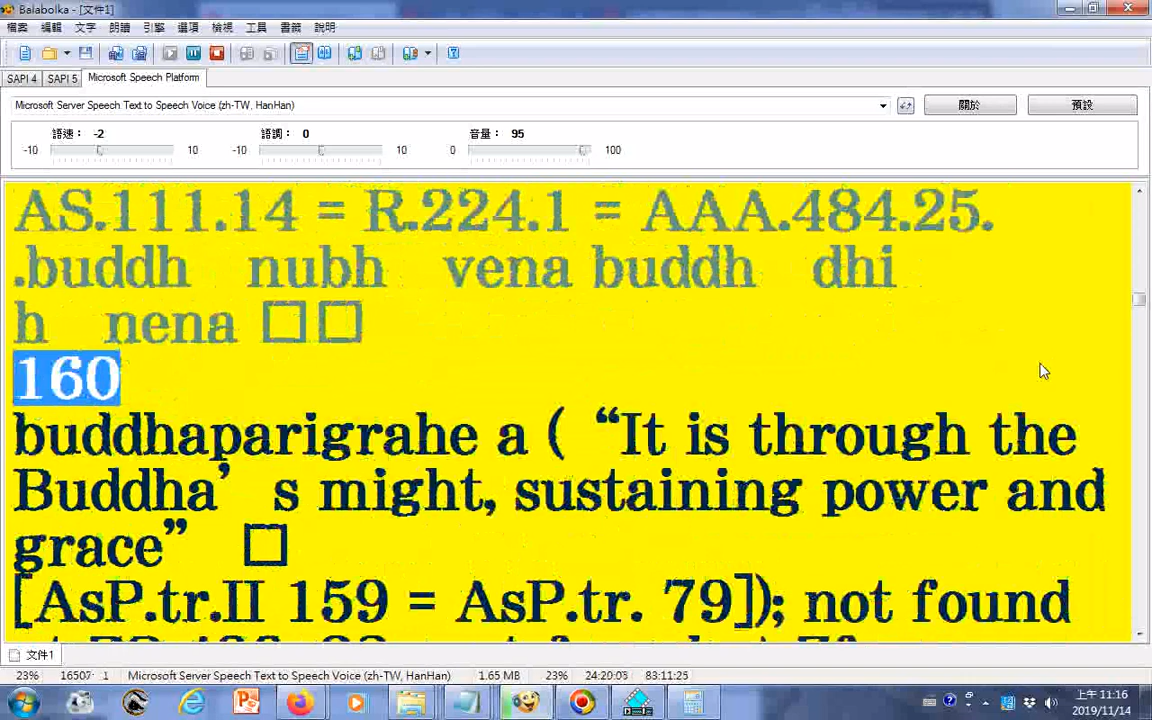 Balabolka - [文件1]
檔案 編輯 文字 朗讀 引擎 選項 檢視 工具 書籤 說明
SAPI 4 SAPI 5 Microsoft Speech Platform
Microsoft Server Speech Text to Speech Voice (zh-TW, HanHan) 關於 預設
語速： -2 語調： 0 音量： 95
-10 10 -10 10 0 100
AS.111.14 = R.224.1 = AAA.484.25.
.buddh nubh vena buddh dhi
h nena □□
160
buddhaparigrahe a ( “It is through the
Buddha’ s might, sustaining power and
grace” □
[AsP.tr.II 159 = AsP.tr. 79]); not found
文件1
23% 16507: 1 Microsoft Server Speech Text to Speech Voice (zh-TW, HanHan) 1.65 MB 23% 24:20:05 83:11:25
上午 11:16
2019/11/14